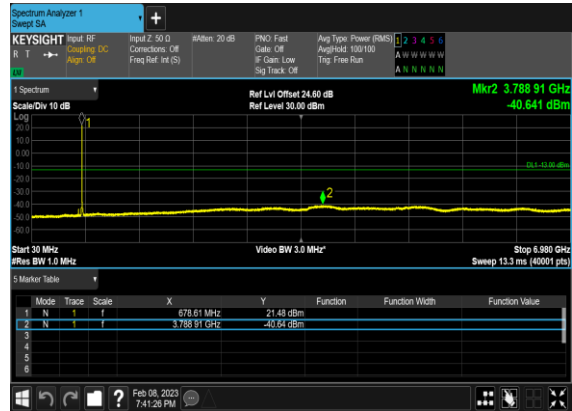 Spectrum Analyzer 1
Swept SA
+
KEYSIGHT Input: RF Input Z: 50 Ω #Atten: 20 dB PNO: Fast Avg Type: Power (RMS) 1 2 3 4 5 6
R T Coupling: DC Corrections: Off Gate: Off Avg|Hold: 100/100 A W W W W W
Align: Off Freq Ref: Int (S) IF Gain: Low Trig: Free Run
LW Sig Track: Off A N N N N N
1 Spectrum Ref Lvl Offset 24.60 dB Mkr2 3.788 91 GHz
Scale/Div 10 dB Ref Level 30.00 dBm -40.641 dBm
Log
20.0
1
10.0
0.00
-10.0
DL1 -13.00 dBm
-20.0
-30.0
2
-40.0
-50.0
-60.0
Start 30 MHz Video BW 3.0 MHz* Stop 6.980 GHz
#Res BW 1.0 MHz Sweep 13.3 ms (40001 pts)
5 Marker Table
Mode Trace Scale X Y Function Function Width Function Value
1 N 1 f 678.61 MHz 21.48 dBm
2 N 1 f 3.788 91 GHz -40.64 dBm
3
4
5
6
? Feb 08, 2023
7:41:26 PM